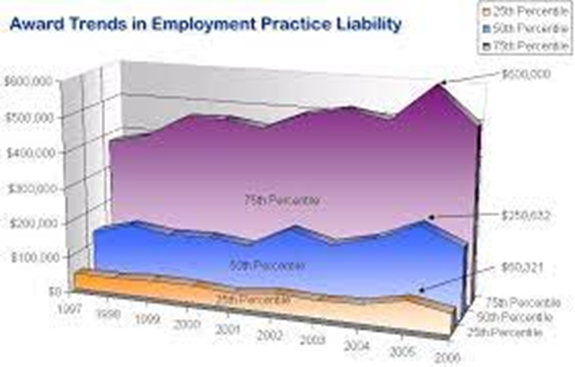 Award Trends in Employment Practice Liability
25th Percentile
50th Percentile
75th Percentile
$600,000
$500,000
$400,000
$300,000
$200,000
$100,000
$0
$600,000
75th Percentile
$250,632
50th Percentile
$60,321
25th Percentile
75th Percentile
50th Percentile
25th Percentile
1997
1998
1999
2000
2001
2002
2003
2004
2005
2006